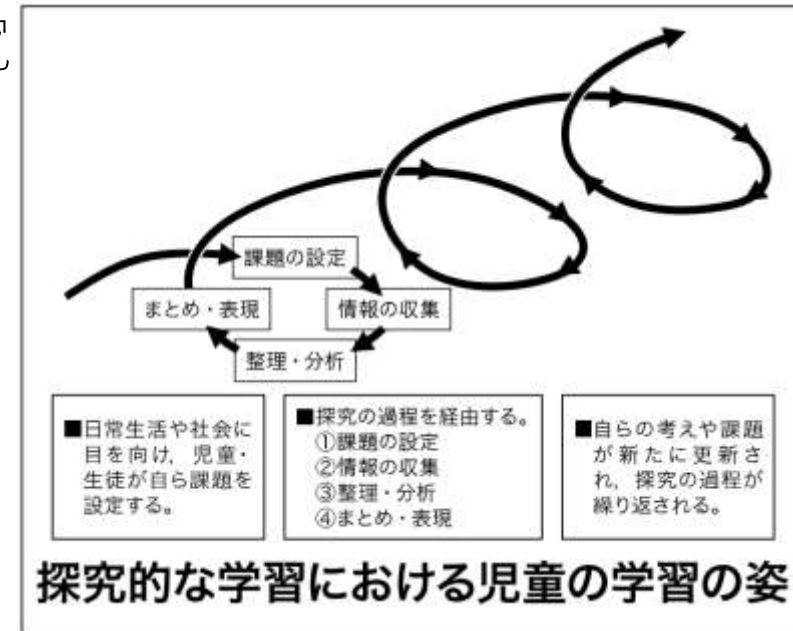 課題の設定
まとめ・表現
情報の収集
整理・分析
■日常生活や社会に
目を向け，児童・
生徒が自ら課題を
設定する。
■探究の過程を経由する。
①課題の設定
②情報の収集
③整理・分析
④まとめ・表現
■自らの考えや課題
が新たに更新さ
れ，探究の過程が
繰り返される。
探究的な学習における児童の学習の姿